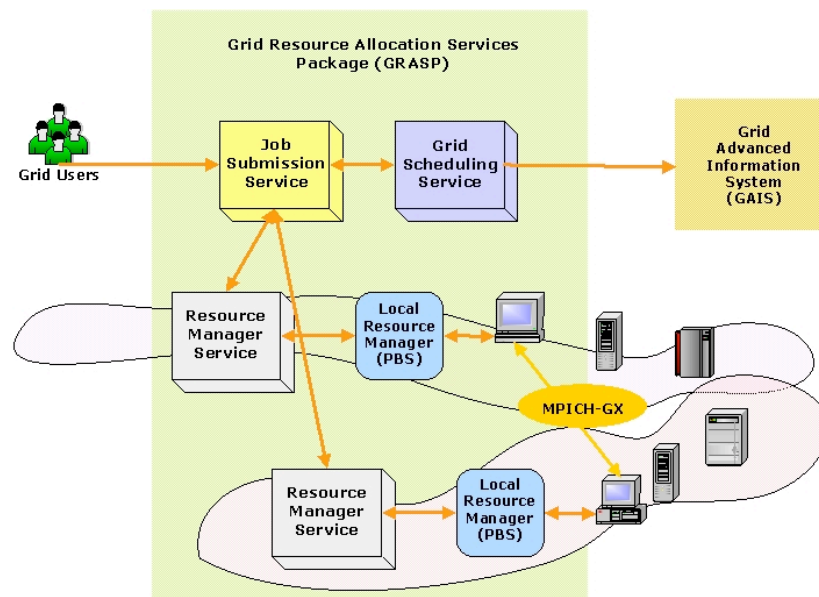 Grid Resource Allocation Services
Package (GRASP)
Grid Users
Job
Submission
Service
Grid
Scheduling
Service
Grid
Advanced
Information
System
(GAIS)
Resource
Manager
Service
Local
Resource
Manager
(PBS)
MPICH-GX
Resource
Manager
Service
Local
Resource
Manager
(PBS)